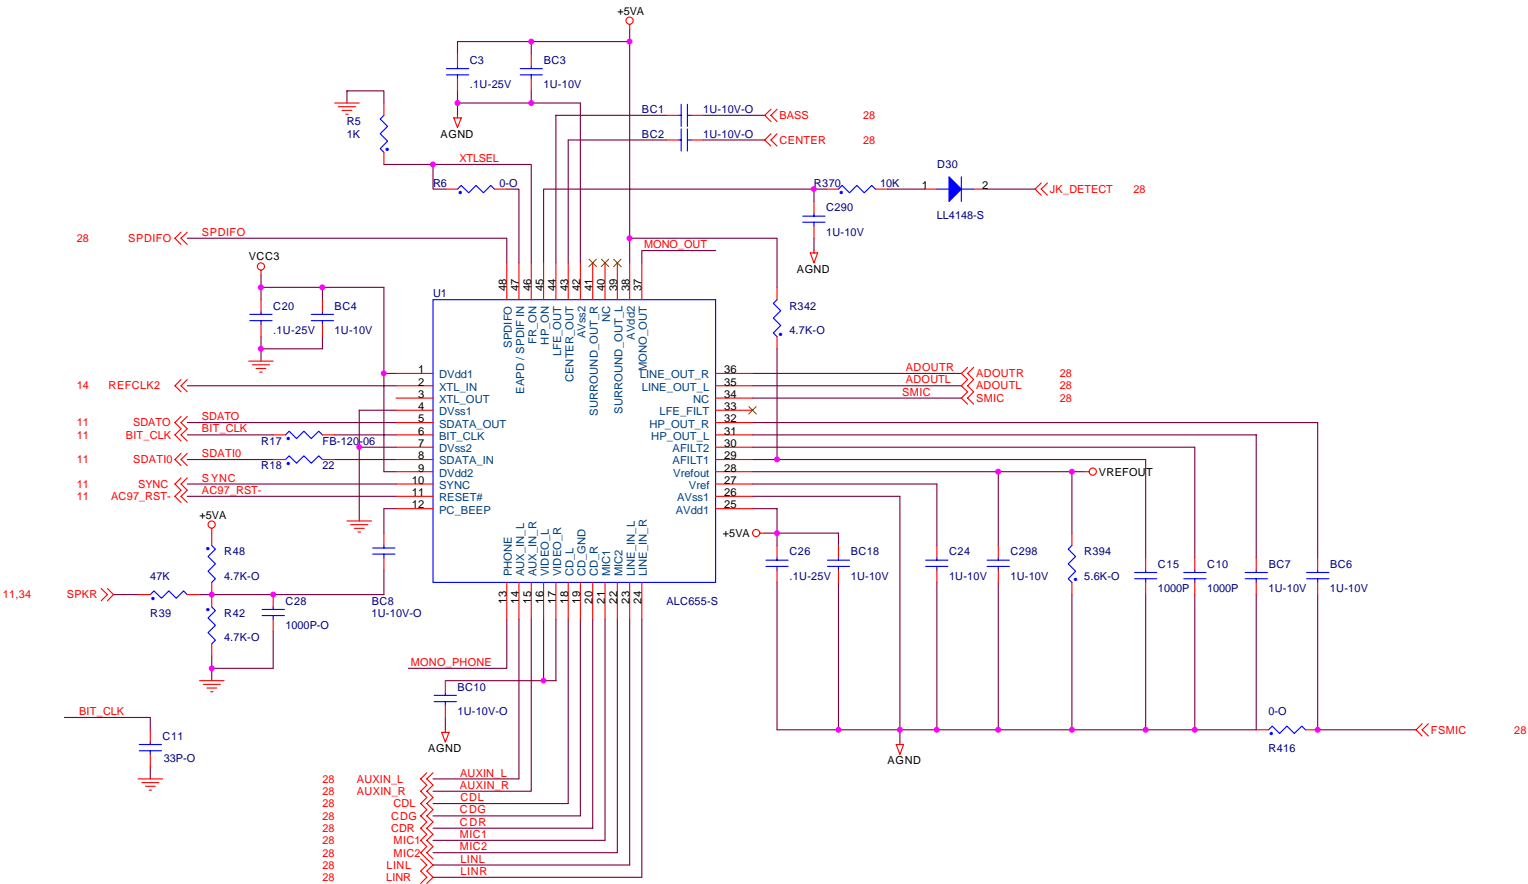 +5VA
C3
.1U-25V
BC3
1U-10V
AGND
R5
1K
BC1
1U-10V-O
BASS
28
BC2
1U-10V-O
CENTER
28
XTLSEL
R6
0-O
R370
10K
D30
1
2
LL4148-S
JK_DETECT
28
C290
1U-10V
AGND
28
SPDIFO
SPDIFO
MONO_OUT
VCC3
C20
.1U-25V
BC4
1U-10V
R342
4.7K-O
U1
48
47
46
45
44
43
42
41
40
39
38
37
SPDIFO
EAPD / SPDIF IN
FR_ON
HP_ON
LFE_OUT
CENTER_OUT
AVss2
SURROUND_OUT_R
NC
SURROUND_OUT_L
AVdd2
MONO_OUT
1
DVdd1
2
XTL_IN
3
XTL_OUT
4
DVss1
5
SDATA_OUT
6
BIT_CLK
7
DVss2
8
SDATA_IN
9
DVdd2
10
SYNC
11
RESET#
12
PC_BEEP
LINE_OUT_R
36
LINE_OUT_L
35
NC
34
LFE_FILT
33
HP_OUT_R
32
HP_OUT_L
31
AFILT2
30
AFILT1
29
Vrefout
28
Vref
27
AVss1
26
AVdd1
25
PHONE
AUX_IN_L
AUX_IN_R
VIDEO_L
VIDEO_R
CD_L
CD_GND
CD_R
MIC1
MIC2
LINE_IN_L
LINE_IN_R
13
14
15
16
17
18
19
20
21
22
23
24
ALC655-S
ADOUTR
ADOUTR
28
ADOUTL
ADOUTL
28
SMIC
SMIC
28
VREFOUT
14
REFCLK2
11
SDATO
SDATO
11
BIT_CLK
BIT_CLK
R17
FB-120-06
11
SDATI0
SDATI0
R18
22
11
SYNC
SYNC
11
AC97_RST-
AC97_RST-
+5VA
R48
4.7K-O
47K
11,34
SPKR
R39
R42
4.7K-O
C28
1000P-O
BC8
1U-10V-O
+5VA
C26
.1U-25V
BC18
1U-10V
C24
1U-10V
C298
1U-10V
R394
5.6K-O
C15
1000P
C10
1000P
BC7
1U-10V
BC6
1U-10V
MONO_PHONE
BC10
1U-10V-O
AGND
BIT_CLK
C11
33P-O
AGND
0-O
R416
FSMIC
28
28
AUXIN_L
AUXIN_L
28
AUXIN_R
AUXIN_R
28
CDL
CDL
28
CDG
CDG
28
CDR
CDR
28
MIC1
MIC1
28
MIC2
MIC2
28
LINL
LINL
28
LINR
LINR